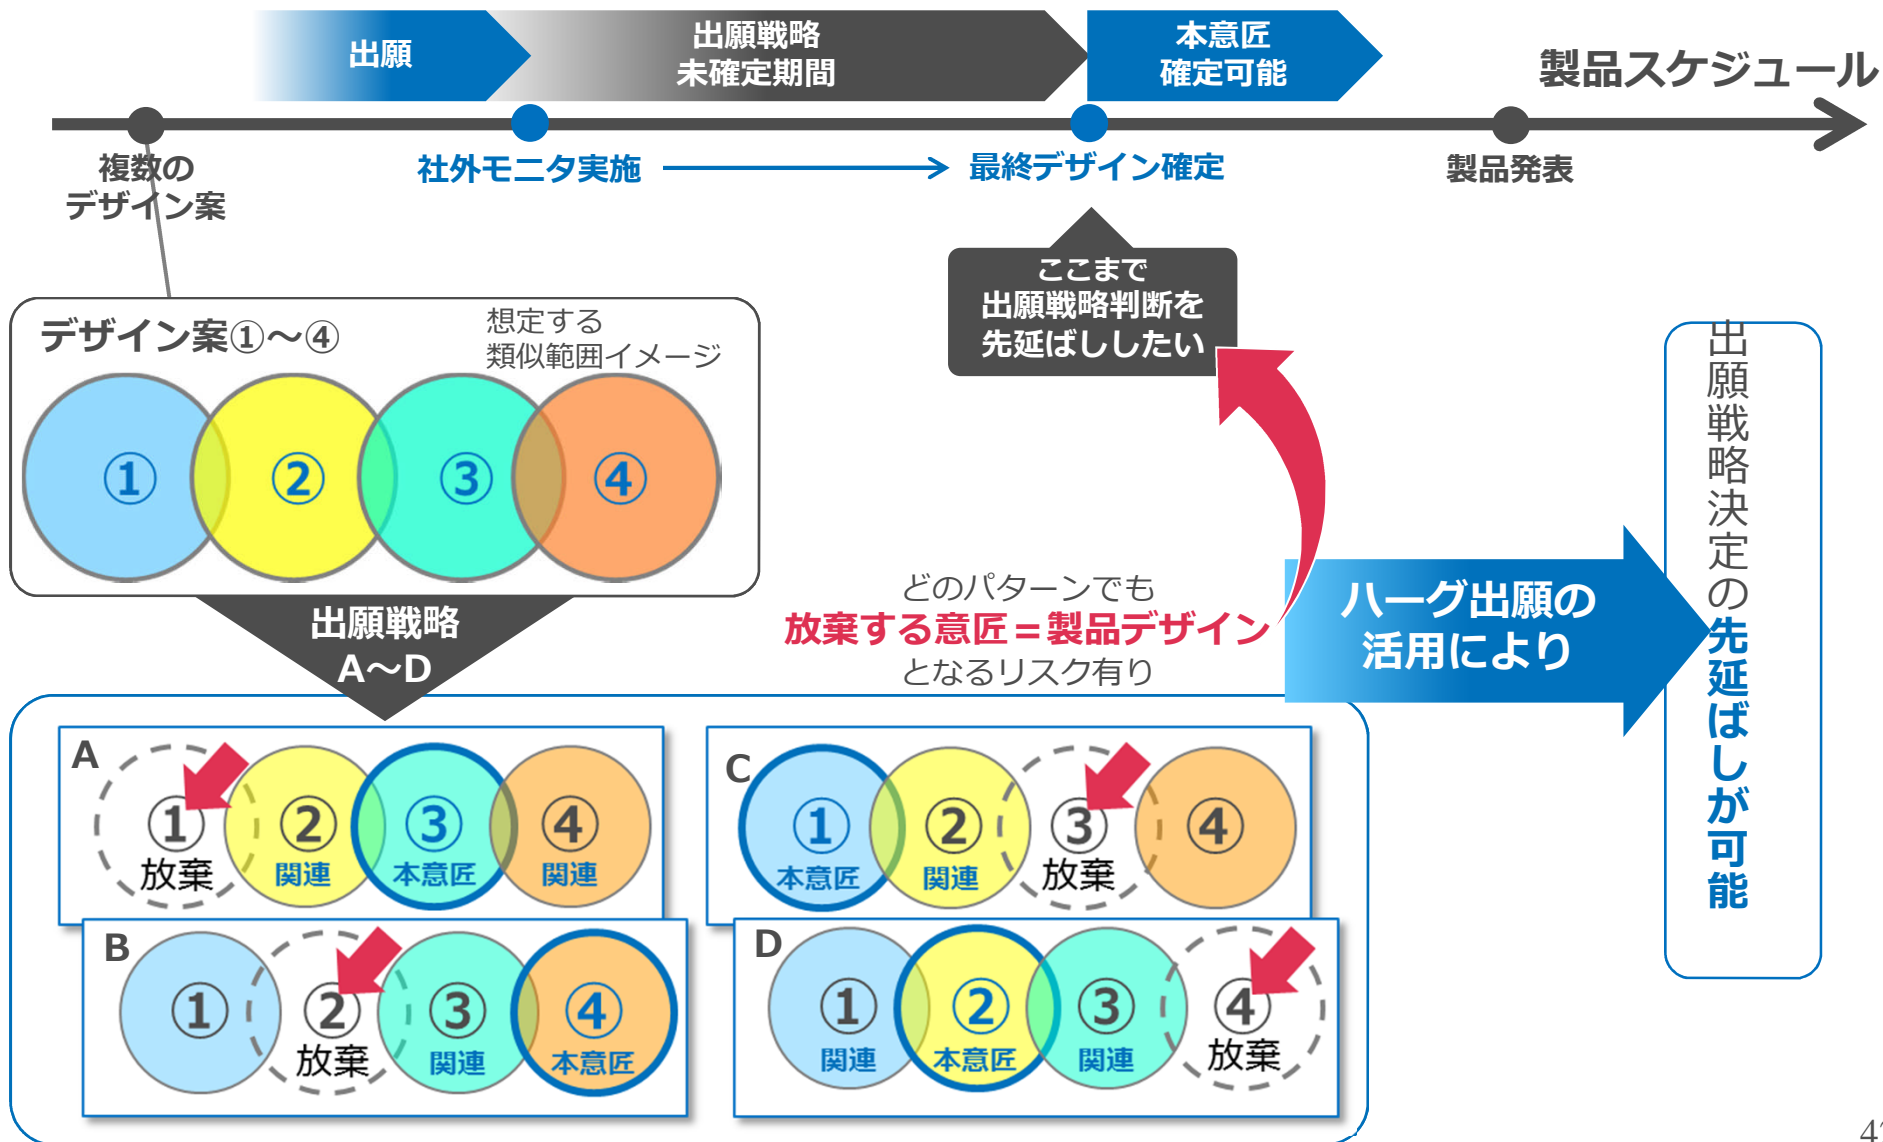 出願
出願戦略
未確定期間
本意匠
確定可能
製品スケジュール
複数の
デザイン案
社外モニタ実施
最終デザイン確定
製品発表
ここまで
出願戦略判断を
先延ばししたい
デザイン案①～④
想定する
類似範囲イメージ
①
②
③
④
出願戦略
A～D
どのパターンでも
放棄する意匠＝製品デザイン
となるリスク有り
ハーグ出願の
活用により
出願戦略決定の先延ばしが可能
A
①
放棄
②
関連
③
本意匠
④
関連
B
①
②
放棄
③
関連
④
本意匠
C
①
本意匠
②
関連
③
放棄
④
D
①
関連
②
本意匠
③
関連
④
放棄